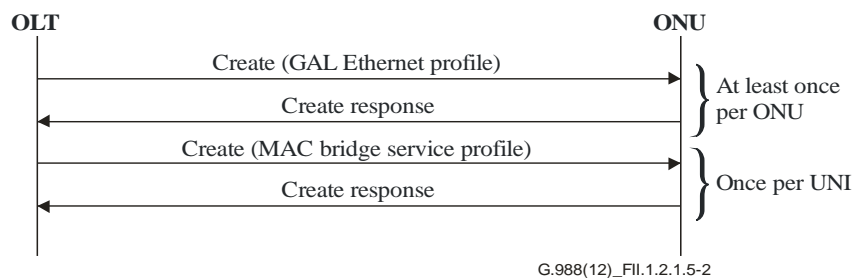 OLT ONU
Create (GAL Ethernet profile)
At least once
per ONU
Create response
Create (MAC bridge service profile)
Once per UNI
Create response
G.988(12)_FII.1.2.1.5-2